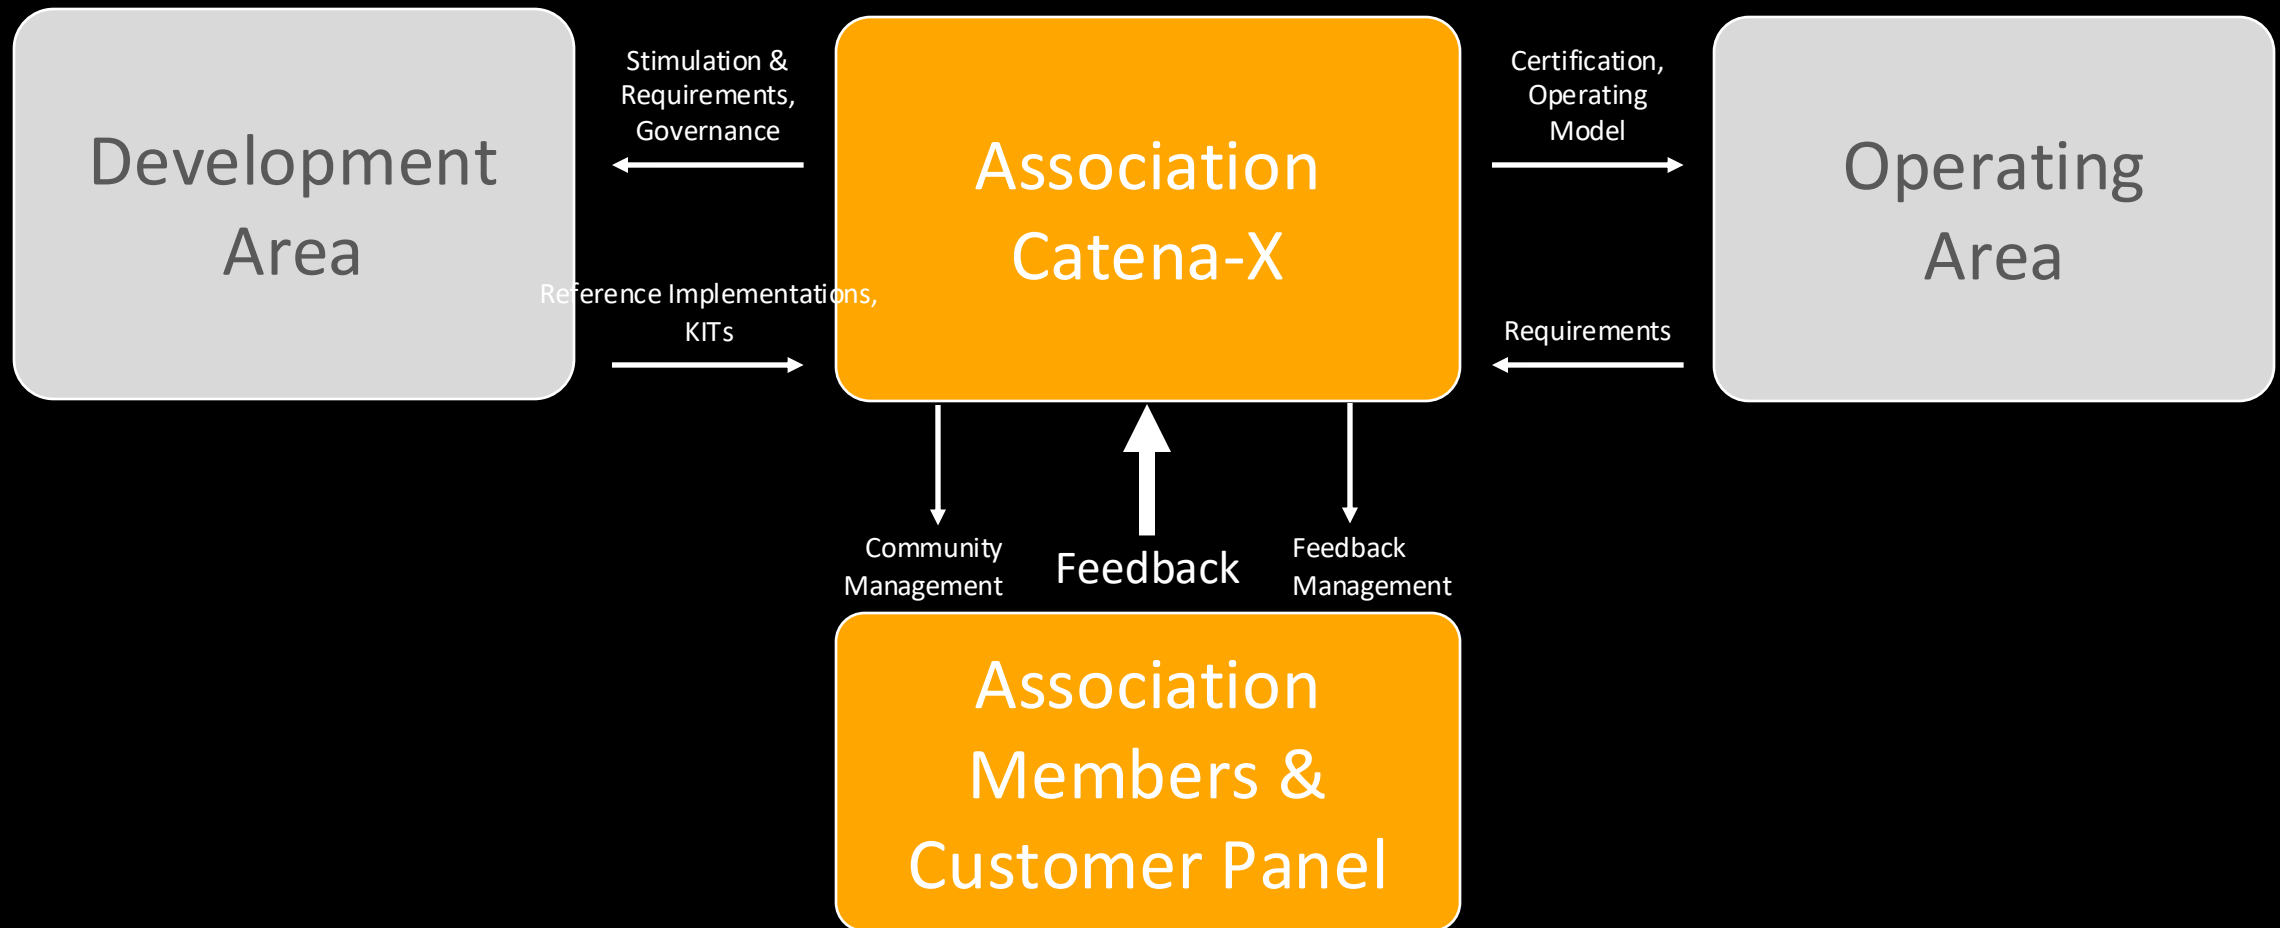 Development
Area
Stimulation &
Requirements,
Governance
Reference Implementations,
KITs
Association
Catena-X
Certification,
Operating
Model
Requirements
Operating
Area
Community
Management
Feedback
Feedback
Management
Association
Members &
Customer Panel